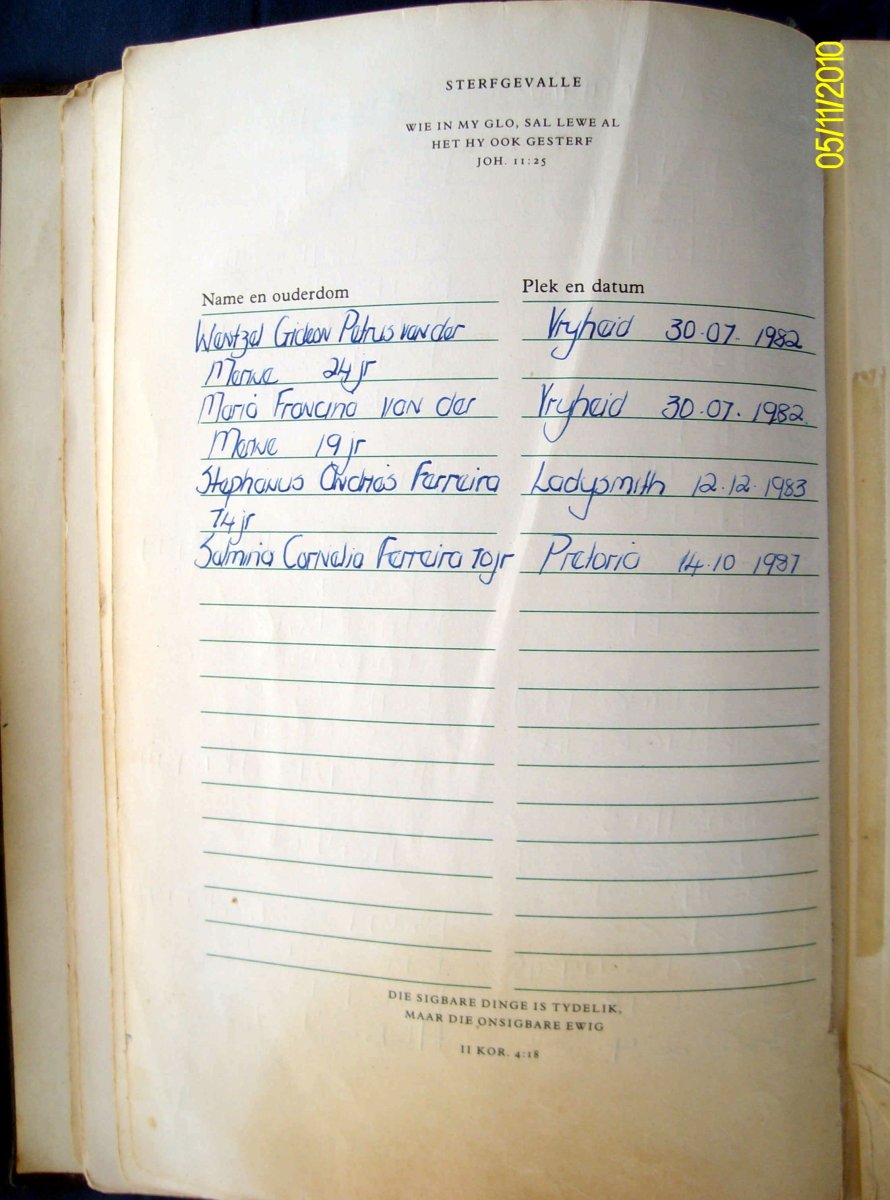 STERFGEVALLE
WIE IN MY GLO, SAL LEWE AL
HET HY OOK GESTERF
JOH. 11:25
Name en ouderdom Plek en datum
Wentzel Gideon Petrus van der Vryheid 30.07. 1982
Merwe 24 jr
Maria Francina van der Vryheid 30.07. 1982
Merwe 19 jr
Stephanus Andries Ferreira Ladysmith 12.12.1983
74 jr
Salmina Cornelia Ferreira 70 jr Pretoria 14.10 1987
DIE SIGBARE DINGE IS TYDELIK,
MAAR DIE ONSIGBARE EWIG
II KOR. 4:18
05/11/2010